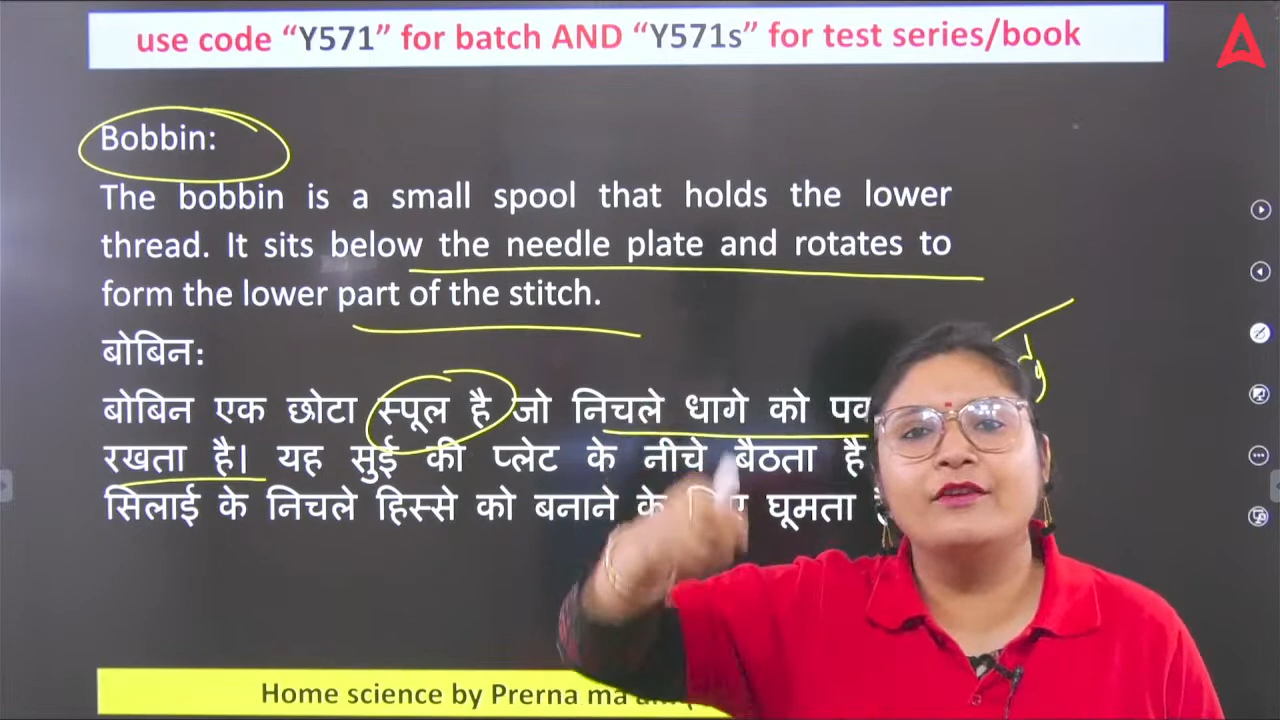 use code “Y571” for batch AND “Y571s” for test series/book
Bobbin:
The bobbin is a small spool that holds the lower
thread. It sits below the needle plate and rotates to
form the lower part of the stitch.
बोबिन:
बोबिन एक छोटा स्पूल है जो निचले धागे को
रखता है। यह सुई की प्लेट के नीचे बैठता है
सिलाई के निचले हिस्से को बनाने के घूमता
Home science by Prerna ma'am